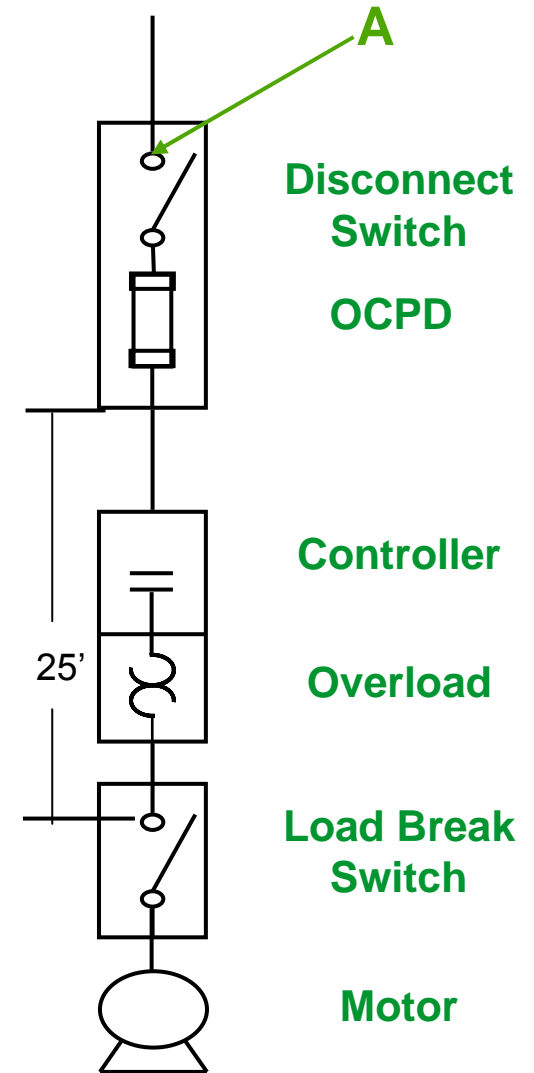 A
Disconnect
Switch
OCPD
Controller
25’
Overload
Load Break
Switch
Motor